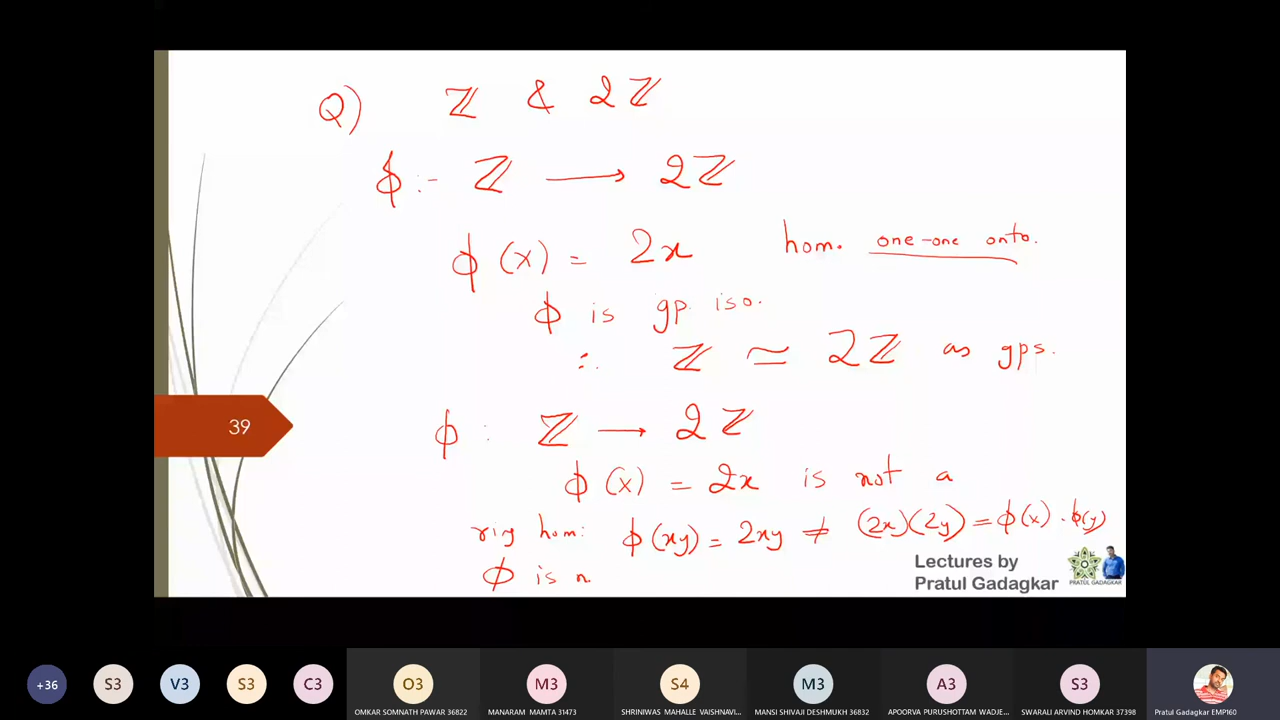 Q) ℤ & 2ℤ
ϕ :- ℤ ⟶ 2ℤ
ϕ (x) = 2x hom. one-one onto.
ϕ is gp. iso.
∴ ℤ ≃ 2ℤ as gps.
39
ϕ : ℤ ⟶ 2ℤ
ϕ (x) = 2x is not a
ring hom: ϕ(xy) = 2xy ≠ (2x)(2y) = ϕ(x) · ϕ(y)
ϕ is n
Lectures by
Pratul Gadagkar
PRATUL GADAGKAR
+36 S3 V3 S3 C3 O3 M3 S4 M3 A3 S3
OMKAR SOMNATH PAWAR 36822 MANARAM MAMTA 31473 SHRINIWAS MAHALLE VAISHNAVI... MANSI SHIVAJI DESHMUKH 36832 APOORVA PURUSHOTTAM WADJE... SWARALI ARVIND HOMKAR 37398 Pratul Gadagkar EMP160